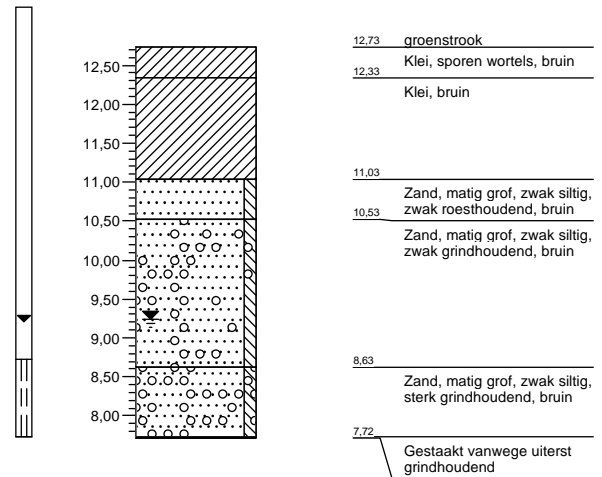 12,50
12,00
11,50
11,00
10,50
10,00
9,50
9,00
8,50
8,00
12,73 groenstrook
Klei, sporen wortels, bruin
12,33
Klei, bruin
11,03
Zand, matig grof, zwak siltig,
zwak roesthoudend, bruin
10,53
Zand, matig grof, zwak siltig,
zwak grindhoudend, bruin
8,63
Zand, matig grof, zwak siltig,
sterk grindhoudend, bruin
7,72
Gestaakt vanwege uiterst
grindhoudend